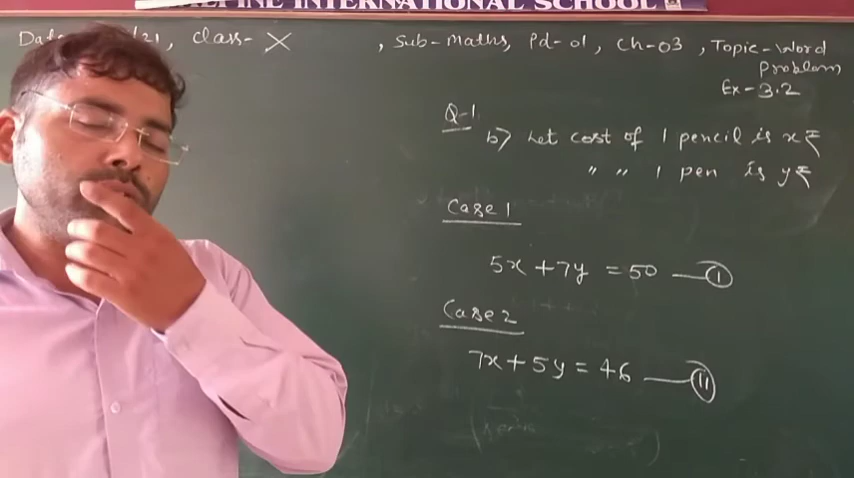 INTERNATIONAL SCHOOL
/21, Class- X, Sub- Maths, Pd-01, Ch-03, Topic-Word
Problem
Ex-3.2
Q-1.
b) Let cost of 1 pencil is x₹
" " 1 pen is y₹
Case 1
5x + 7y = 50 — I
Case 2
7x + 5y = 46 — II